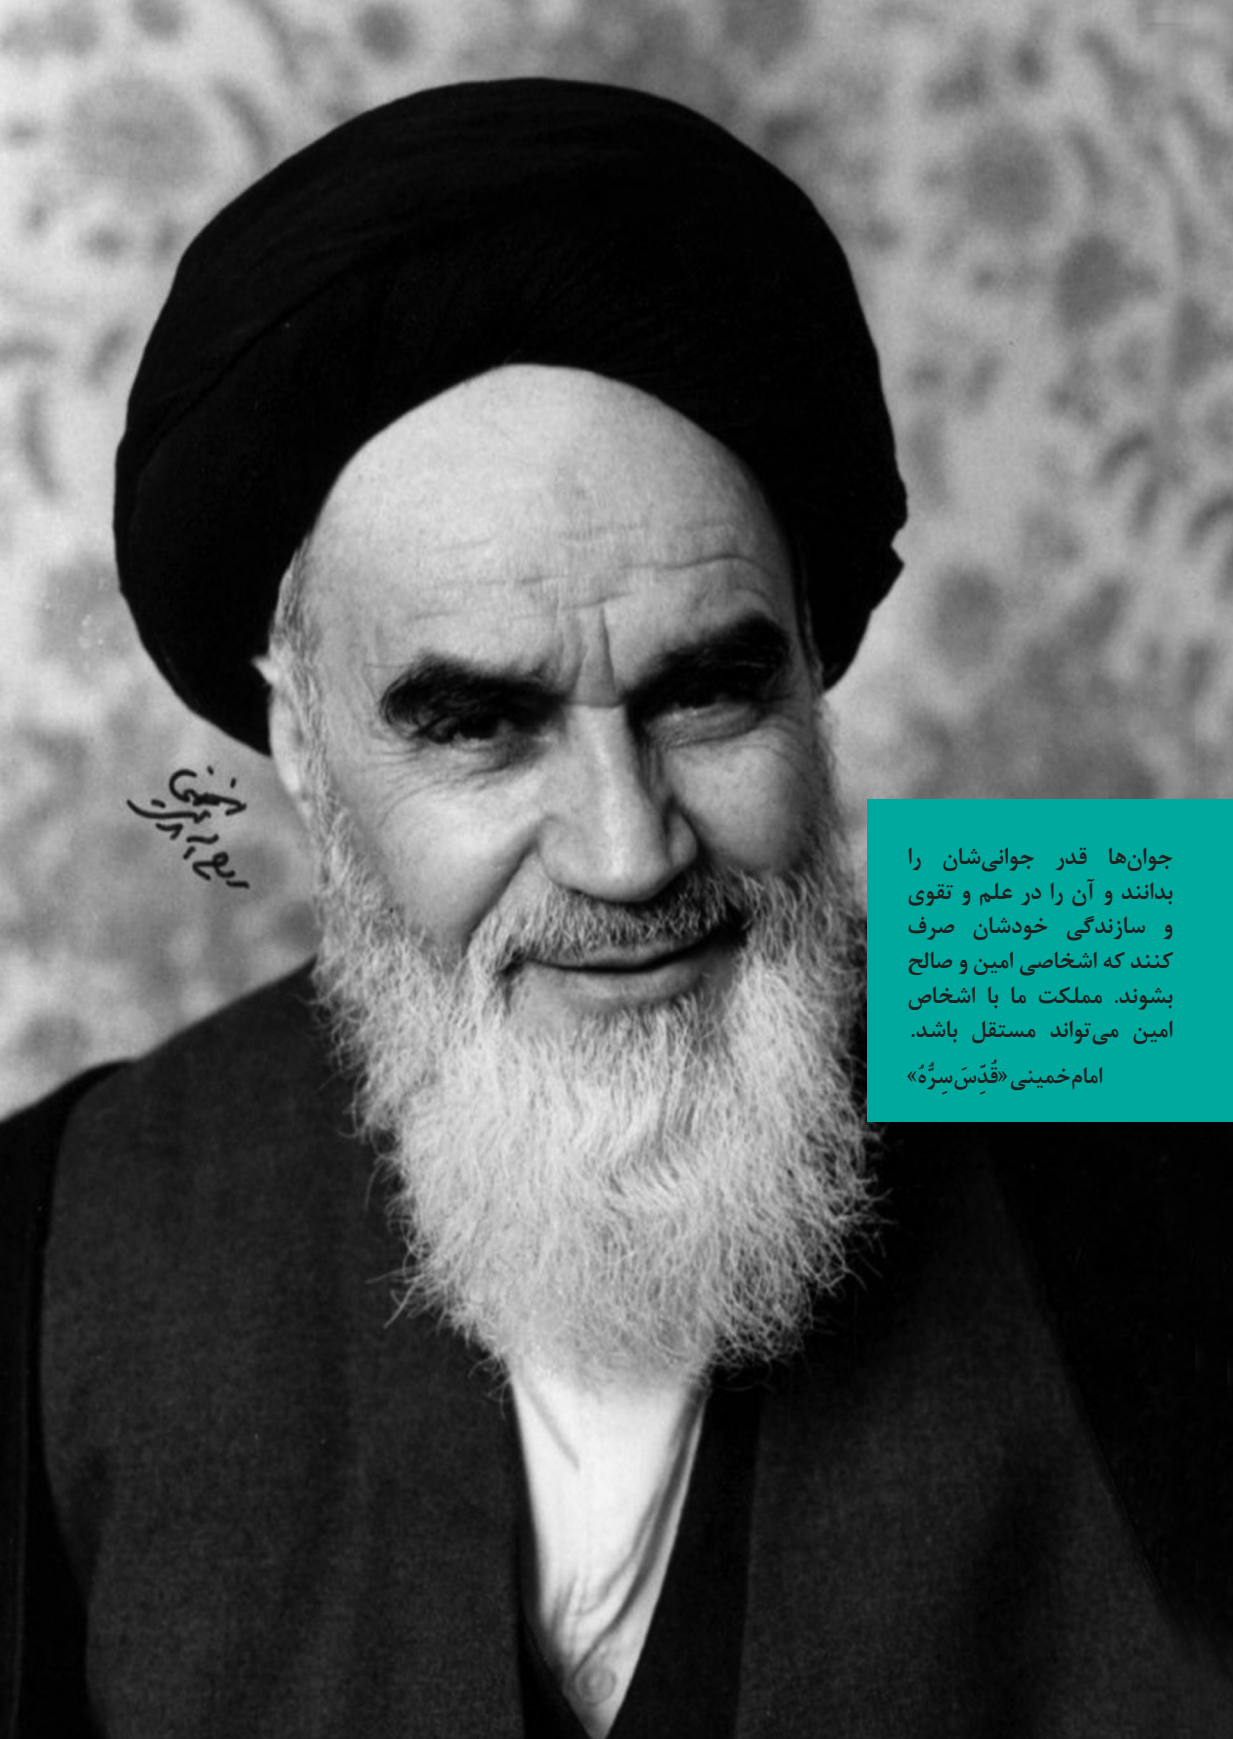 جوان‌ها قدر جوانی‌شان را
بدانند و آن را در علم و تقوی
و سازندگی خودشان صرف
کنند که اشخاصی امین و صالح
بشوند. مملکت ما با اشخاص
امین می‌تواند مستقل باشد.
امام‌خمینی «قُدِّسَ‌سِرُّهُ»